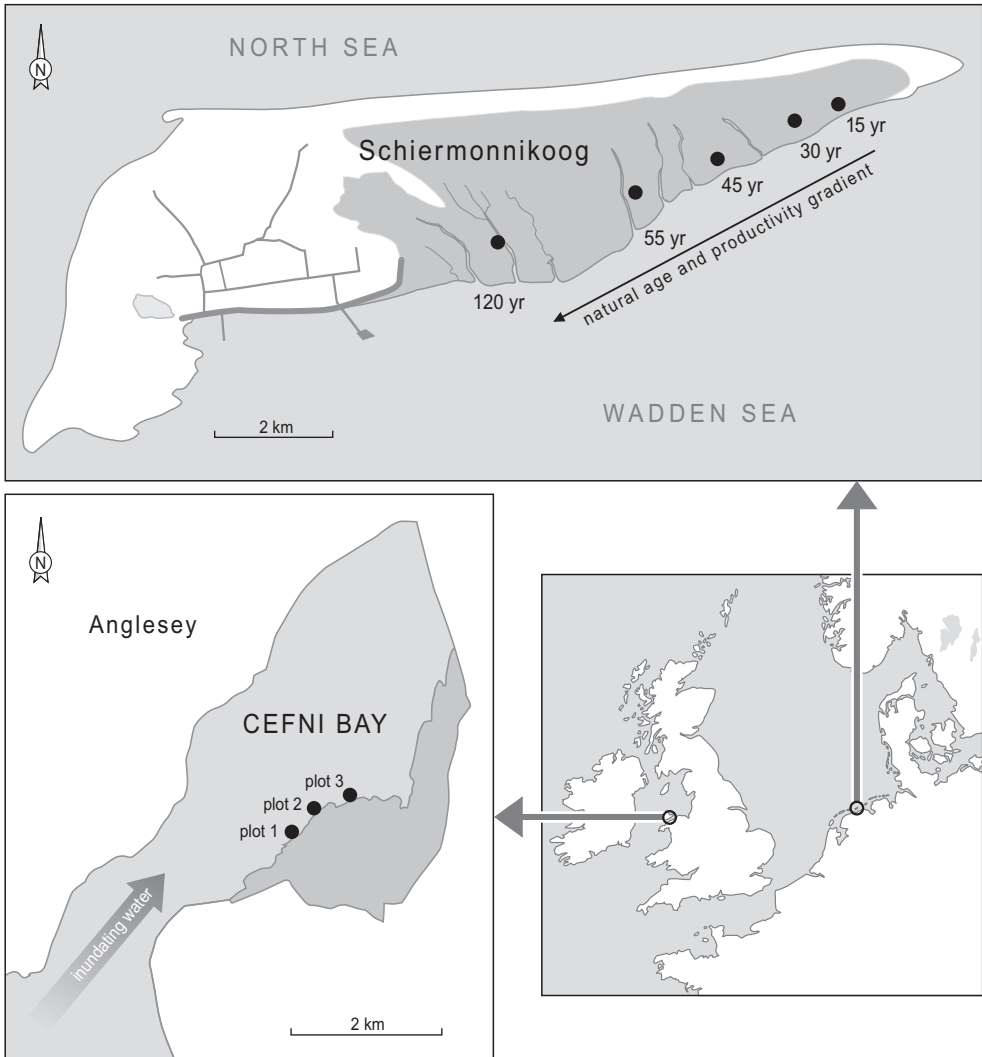 N
NORTH SEA
Schiermonnikoog
15 yr
30 yr
45 yr
55 yr
120 yr
natural age and productivity gradient
WADDEN SEA
2 km
N
Anglesey
CEFNI BAY
plot 3
plot 2
plot 1
inundating water
2 km